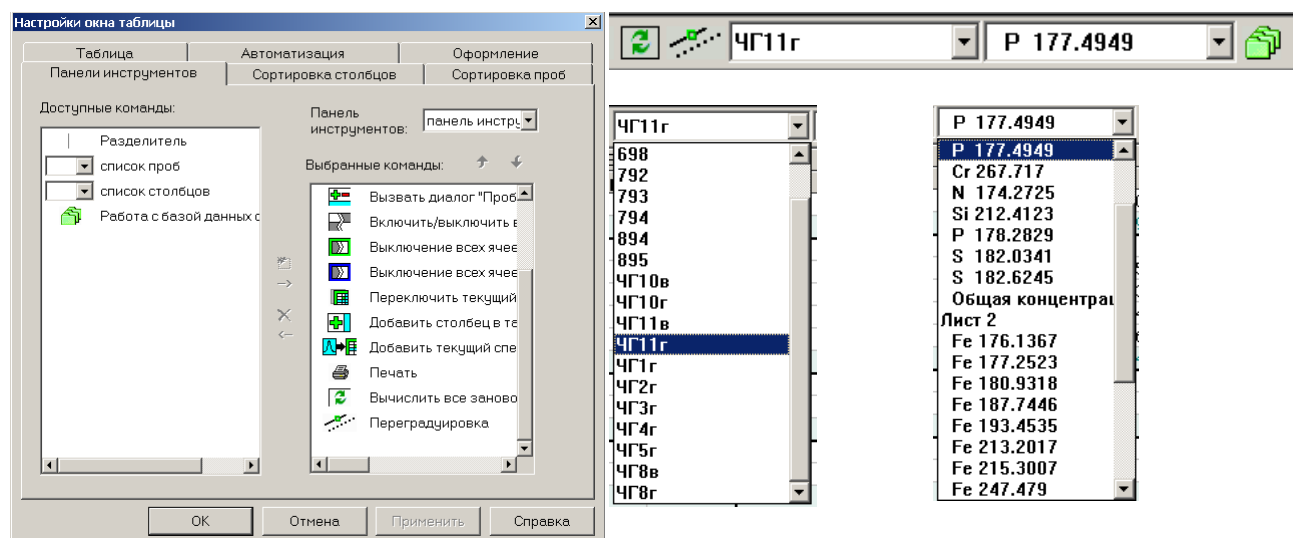 Настройки окна таблицы
Таблица
Автоматизация
Оформление
Панели инструментов
Сортировка столбцов
Сортировка проб
Доступные команды:
Разделитель
список проб
список столбцов
Работа с базой данных с
Панель
инструментов:
панель инстру
Выбранные команды:
Вызвать диалог "Проб
Включить/выключить в
Выключение всех ячее
Выключение всех ячее
Переключить текущий
Добавить столбец в та
Добавить текущий спе
Печать
Вычислить все заново
Переградуировка
OK
Отмена
Применить
Справка
ЧГ11г
P 177.4949
ЧГ11г
698
792
793
794
894
895
ЧГ10в
ЧГ10г
ЧГ11в
ЧГ11г
ЧГ1г
ЧГ2г
ЧГ3г
ЧГ4г
ЧГ5г
ЧГ8в
ЧГ8г
P 177.4949
P 177.4949
Cr 267.717
N 174.2725
Si 212.4123
P 178.2829
S 182.0341
S 182.6245
Общая концентрац
Лист 2
Fe 176.1367
Fe 177.2523
Fe 180.9318
Fe 187.7446
Fe 193.4535
Fe 213.2017
Fe 215.3007
Fe 247.479